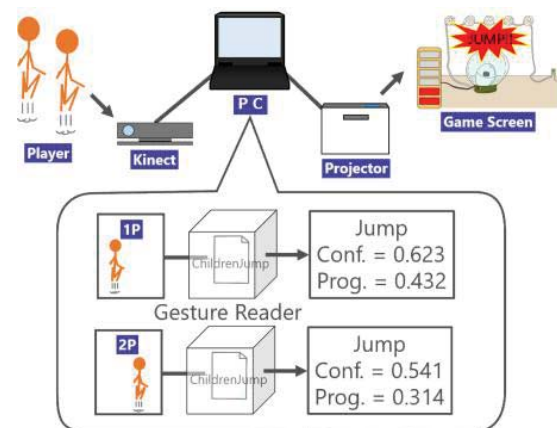 JUMP!!
P C
Player
Kinect
Projector
Game Screen
1P
ChildrenJump
Jump
Conf. = 0.623
Prog. = 0.432
Gesture Reader
2P
ChildrenJump
Jump
Conf. = 0.541
Prog. = 0.314